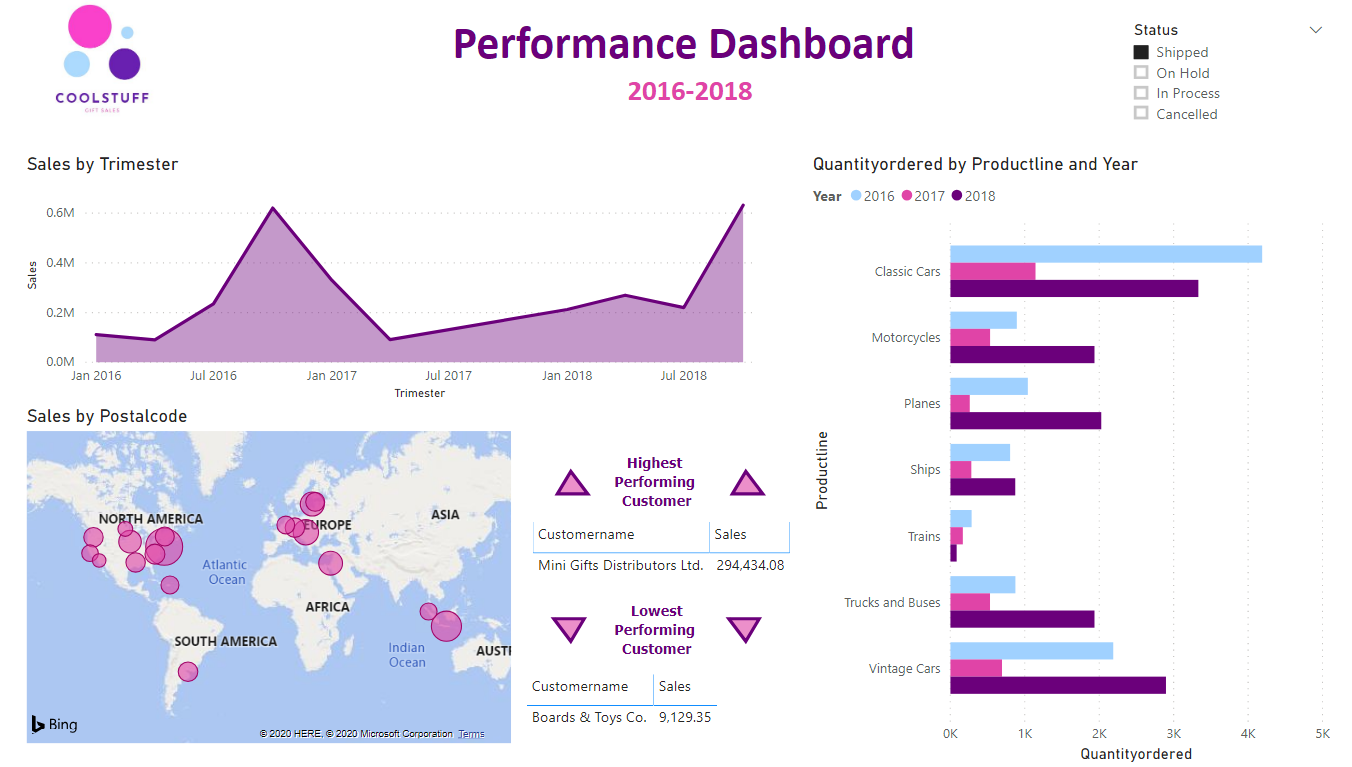 COOLSTUFF
GIFT SALES
Performance Dashboard
2016-2018
Status
Shipped
On Hold
In Process
Cancelled
Sales by Trimester
Sales
0.6M
0.4M
0.2M
0.0M
Jan 2016 Jul 2016 Jan 2017 Jul 2017 Jan 2018 Jul 2018
Trimester
Sales by Postalcode
NORTH AMERICA
EUROPE
ASIA
Atlantic
Ocean
AFRICA
SOUTH AMERICA
Indian
Ocean
AUSTR
Bing
© 2020 HERE, © 2020 Microsoft Corporation Terms
Highest
Performing
Customer
Customername Sales
Mini Gifts Distributors Ltd. 294,434.08
Lowest
Performing
Customer
Customername Sales
Boards & Toys Co. 9,129.35
Quantityordered by Productline and Year
Year 2016 2017 2018
Productline
Classic Cars
Motorcycles
Planes
Ships
Trains
Trucks and Buses
Vintage Cars
0K 1K 2K 3K 4K 5K
Quantityordered